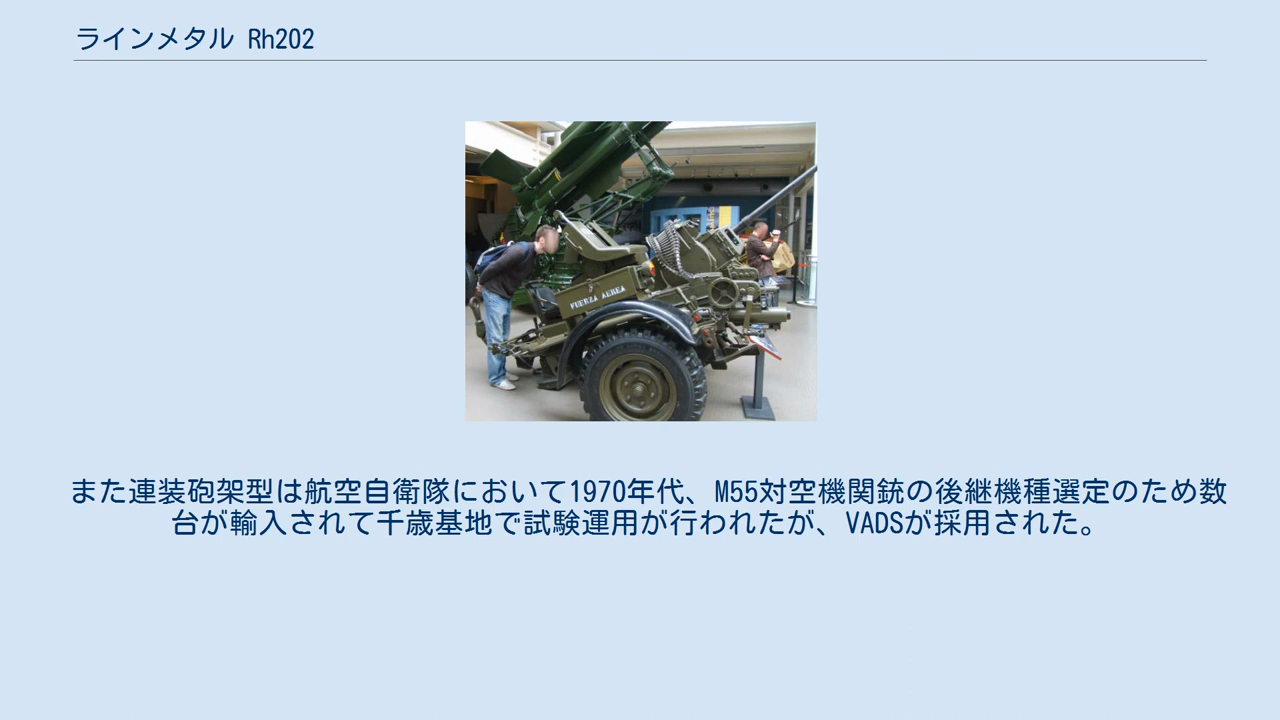 ラインメタル Rh202
FUERZA AEREA
また連装砲架型は航空自衛隊において1970年代、M55対空機関銃の後継機種選定のため数
台が輸入されて千歳基地で試験運用が行われたが、VADSが採用された。